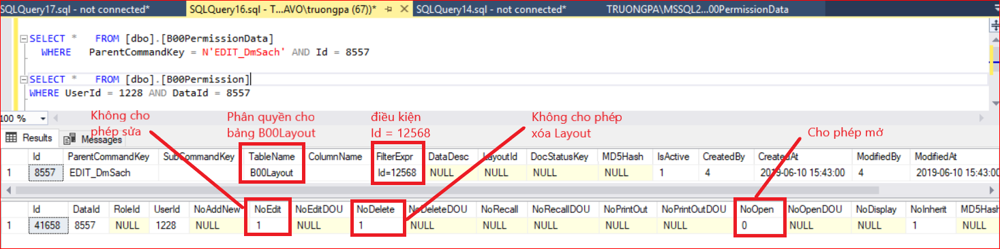 SQLQuery17.sql - not connected* SQLQuery16.sql - T...AVO\truongpa (67))* SQLQuery14.sql - not connected* TRUONGPA\MSSQL2...00PermissionData
SELECT * FROM [dbo].[B00PermissionData]
WHERE ParentCommandKey = N'EDIT_DmSach' AND Id = 8557
SELECT * FROM [dbo].[B00Permission]
WHERE UserId = 1228 AND DataId = 8557
100 %
Không cho
phép sửa
Phân quyền cho
bảng B00Layout
điều kiện
Id = 12568
Không cho phép
xóa Layout
Cho phép mở
Results Messages
Id ParentCommandKey SubCommandKey TableName ColumnName FilterExpr DataDesc LayoutId DocStatusKey MD5Hash IsActive CreatedBy CreatedAt ModifiedBy ModifiedAt
1 8557 EDIT_DmSach B00Layout Id=12568 NULL NULL NULL NULL 1 4 2019-06-10 15:43:00 4 2019-06-10 15:43:00
Id DataId RoleId UserId NoAddNew NoEdit NoEditDOU NoDelete NoDeleteDOU NoRecall NoRecallDOU NoPrintOut NoPrintOutDOU NoOpen NoOpenDOU NoDisplay NoInherit MD5Hash
1 41658 8557 NULL 1228 NULL 1 NULL 1 NULL NULL NULL NULL NULL 0 NULL NULL 1 NULL